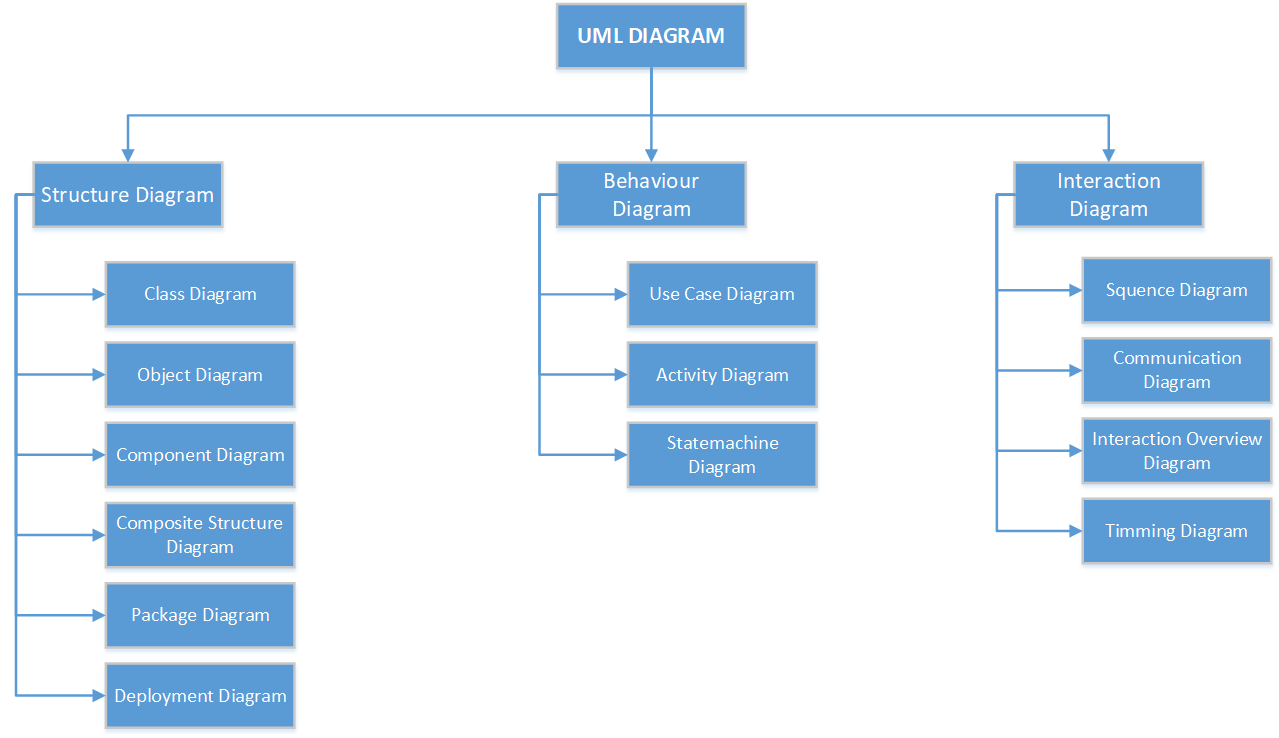 UML DIAGRAM
Structure Diagram
Behaviour
Diagram
Interaction
Diagram
Class Diagram
Object Diagram
Component Diagram
Composite Structure
Diagram
Package Diagram
Deployment Diagram
Use Case Diagram
Activity Diagram
Statemachine
Diagram
Squence Diagram
Communication
Diagram
Interaction Overview
Diagram
Timming Diagram